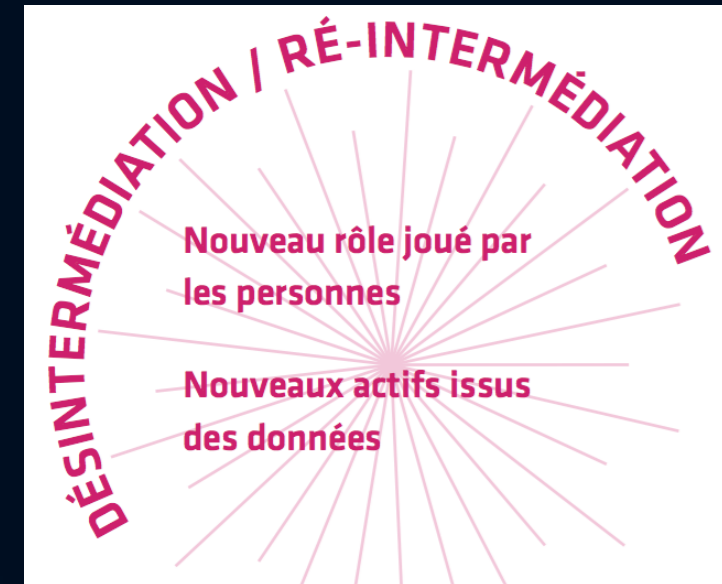 DÉSINTERMÉDIATION / RÉ-INTERMÉDIATION
Nouveau rôle joué par
les personnes
Nouveaux actifs issus
des données